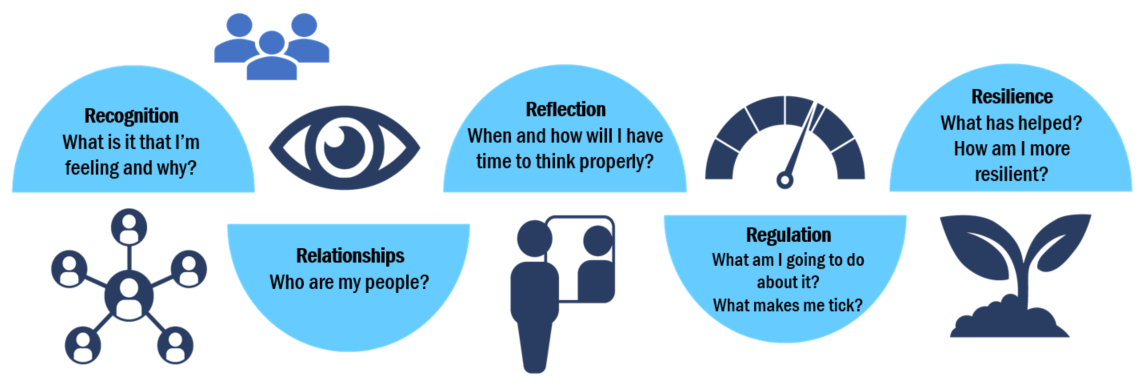 Recognition
What is it that I'm
feeling and why?
Relationships
Who are my people?
Reflection
When and how will I have
time to think properly?
Regulation
What am I going to do
about it?
What makes me tick?
Resilience
What has helped?
How am I more
resilient?